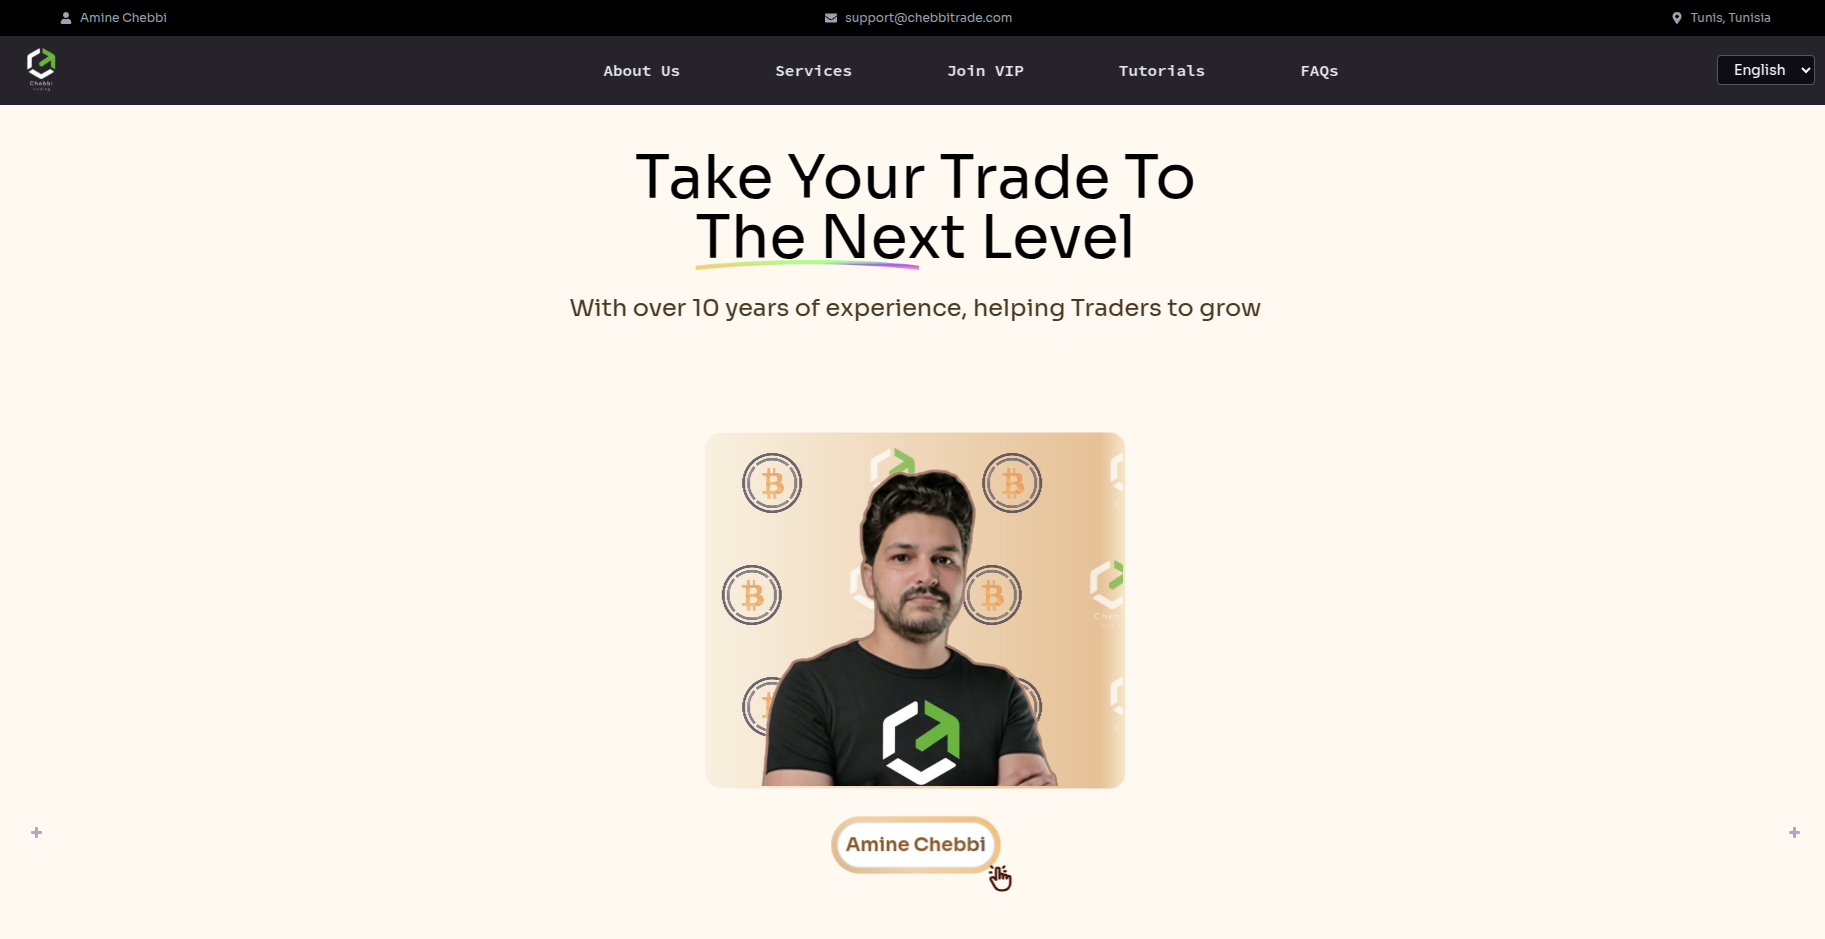 Amine Chebbi
support@chebbitrade.com
Tunis, Tunisia
Chebbi
About Us
Services
Join VIP
Tutorials
FAQs
English
Take Your Trade To
The Next Level
With over 10 years of experience, helping Traders to grow
Amine Chebbi